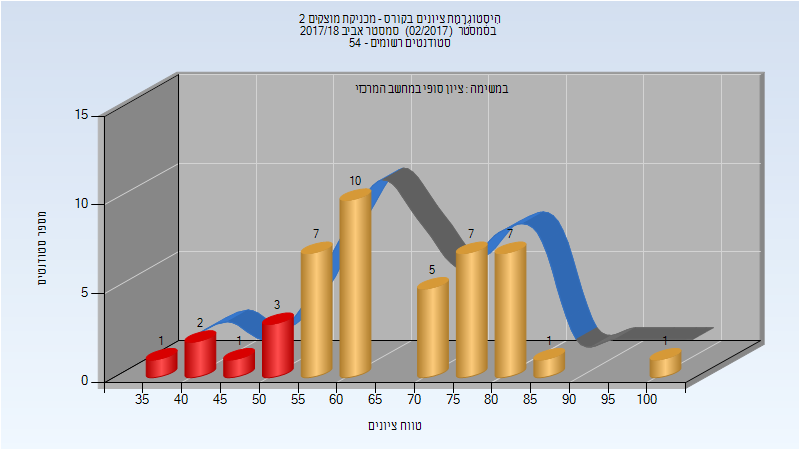 היסטוגרמת ציונים בקורס - מכניקת מוצקים 2
בסמסטר (02/2017) סמסטר אביב 2017/18
סטודנטים רשומים - 54
במשימה : ציון סופי במחשב המרכזי
15
10
5
0
מספר סטודנטים
1
2
1
3
7
10
5
7
7
1
1
35 40 45 50 55 60 65 70 75 80 85 90 95 100
טווח ציונים